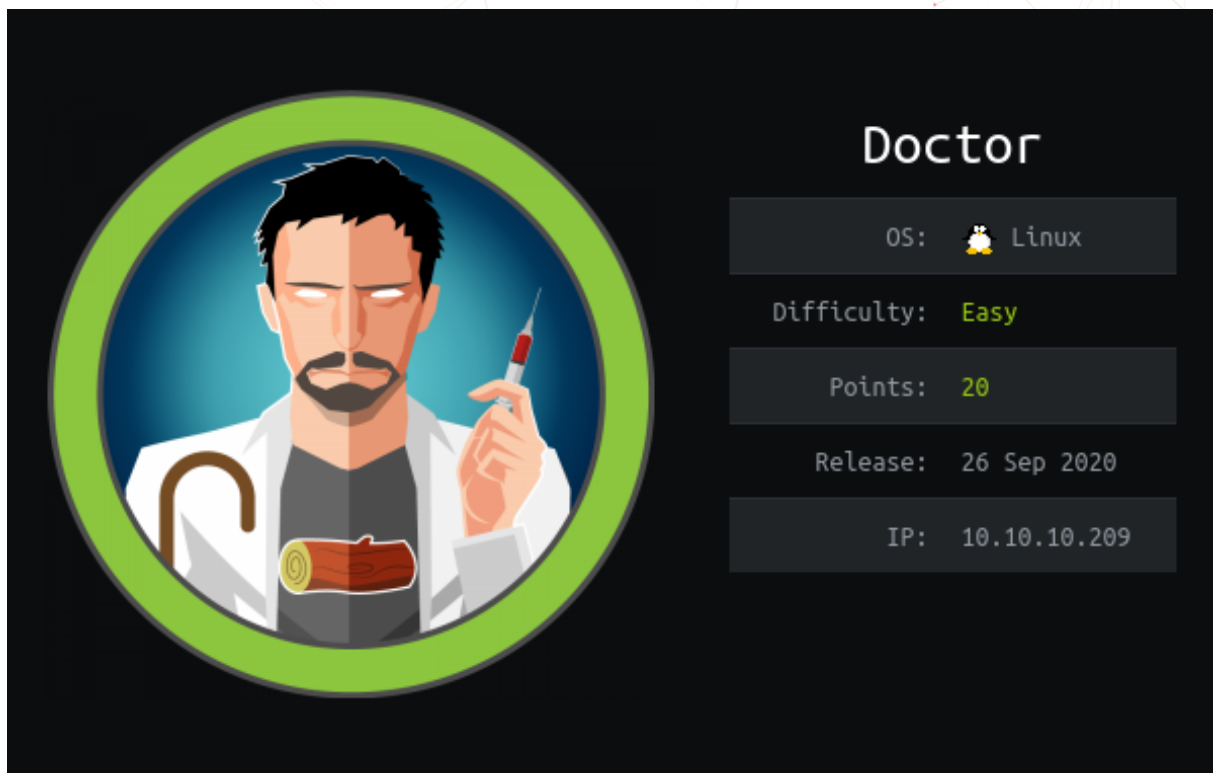 Doctor
OS: Linux
Difficulty: Easy
Points: 20
Release: 26 Sep 2020
IP: 10.10.10.209